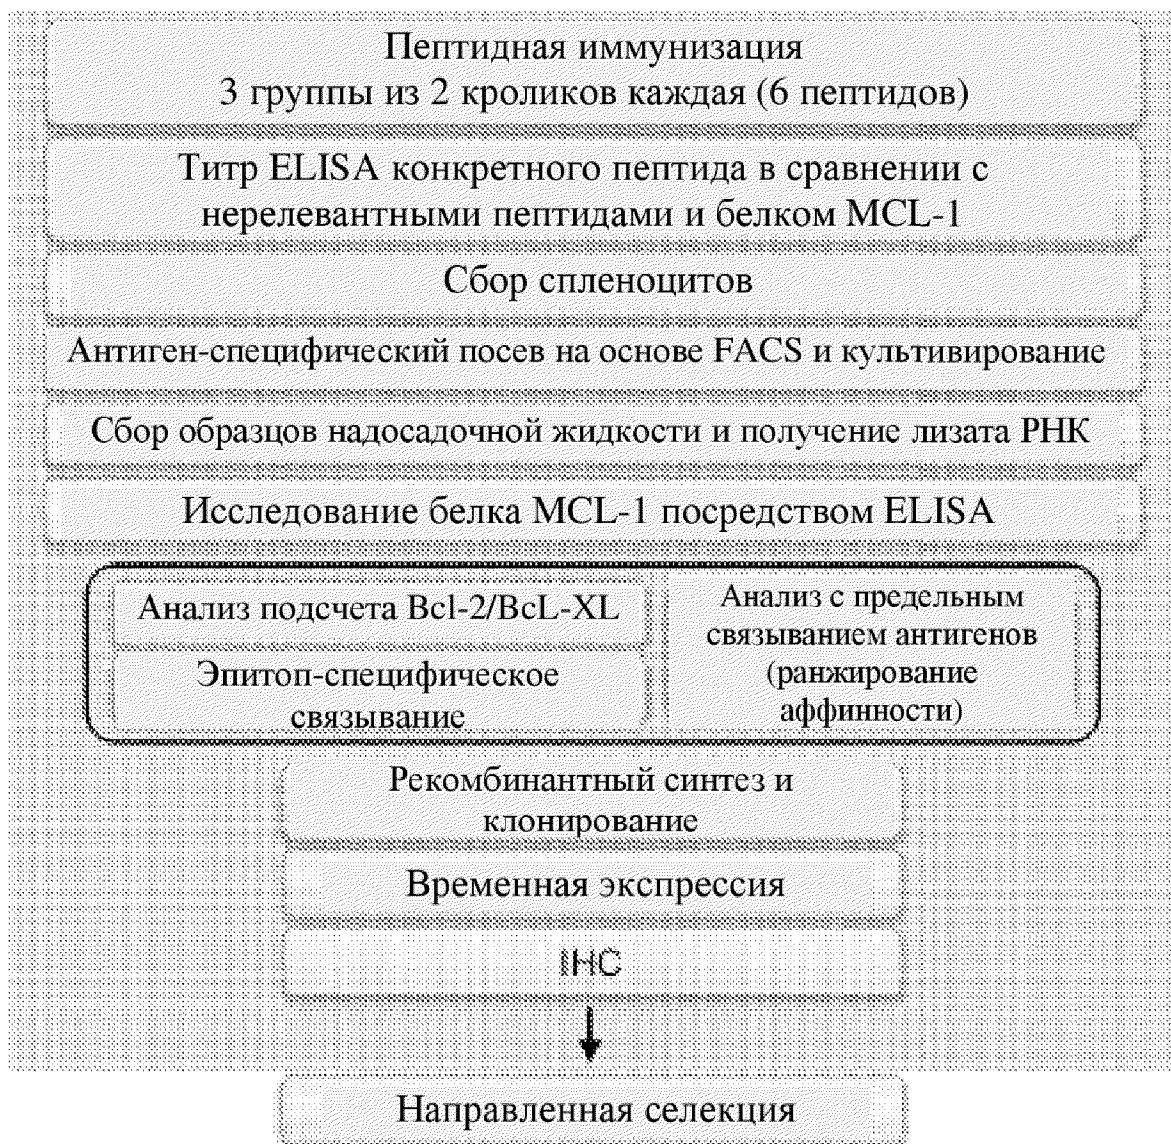 Пептидная иммунизация
3 группы из 2 кроликов каждая (6 пептидов)
Титр ELISA конкретного пептида в сравнении с
нерелевантными пептидами и белком MCL-1
Сбор спленоцитов
Антиген-специфический посев на основе FACS и культивирование
Сбор образцов надосадочной жидкости и получение лизата РНК
Исследование белка MCL-1 посредством ELISA
Анализ подсчета Bcl-2/BcL-XL
Эпитоп-специфическое
связывание
Анализ с предельным
связыванием антигенов
(ранжирование
аффинности)
Рекомбинантный синтез и
клонирование
Временная экспрессия
IHC
Направленная селекция